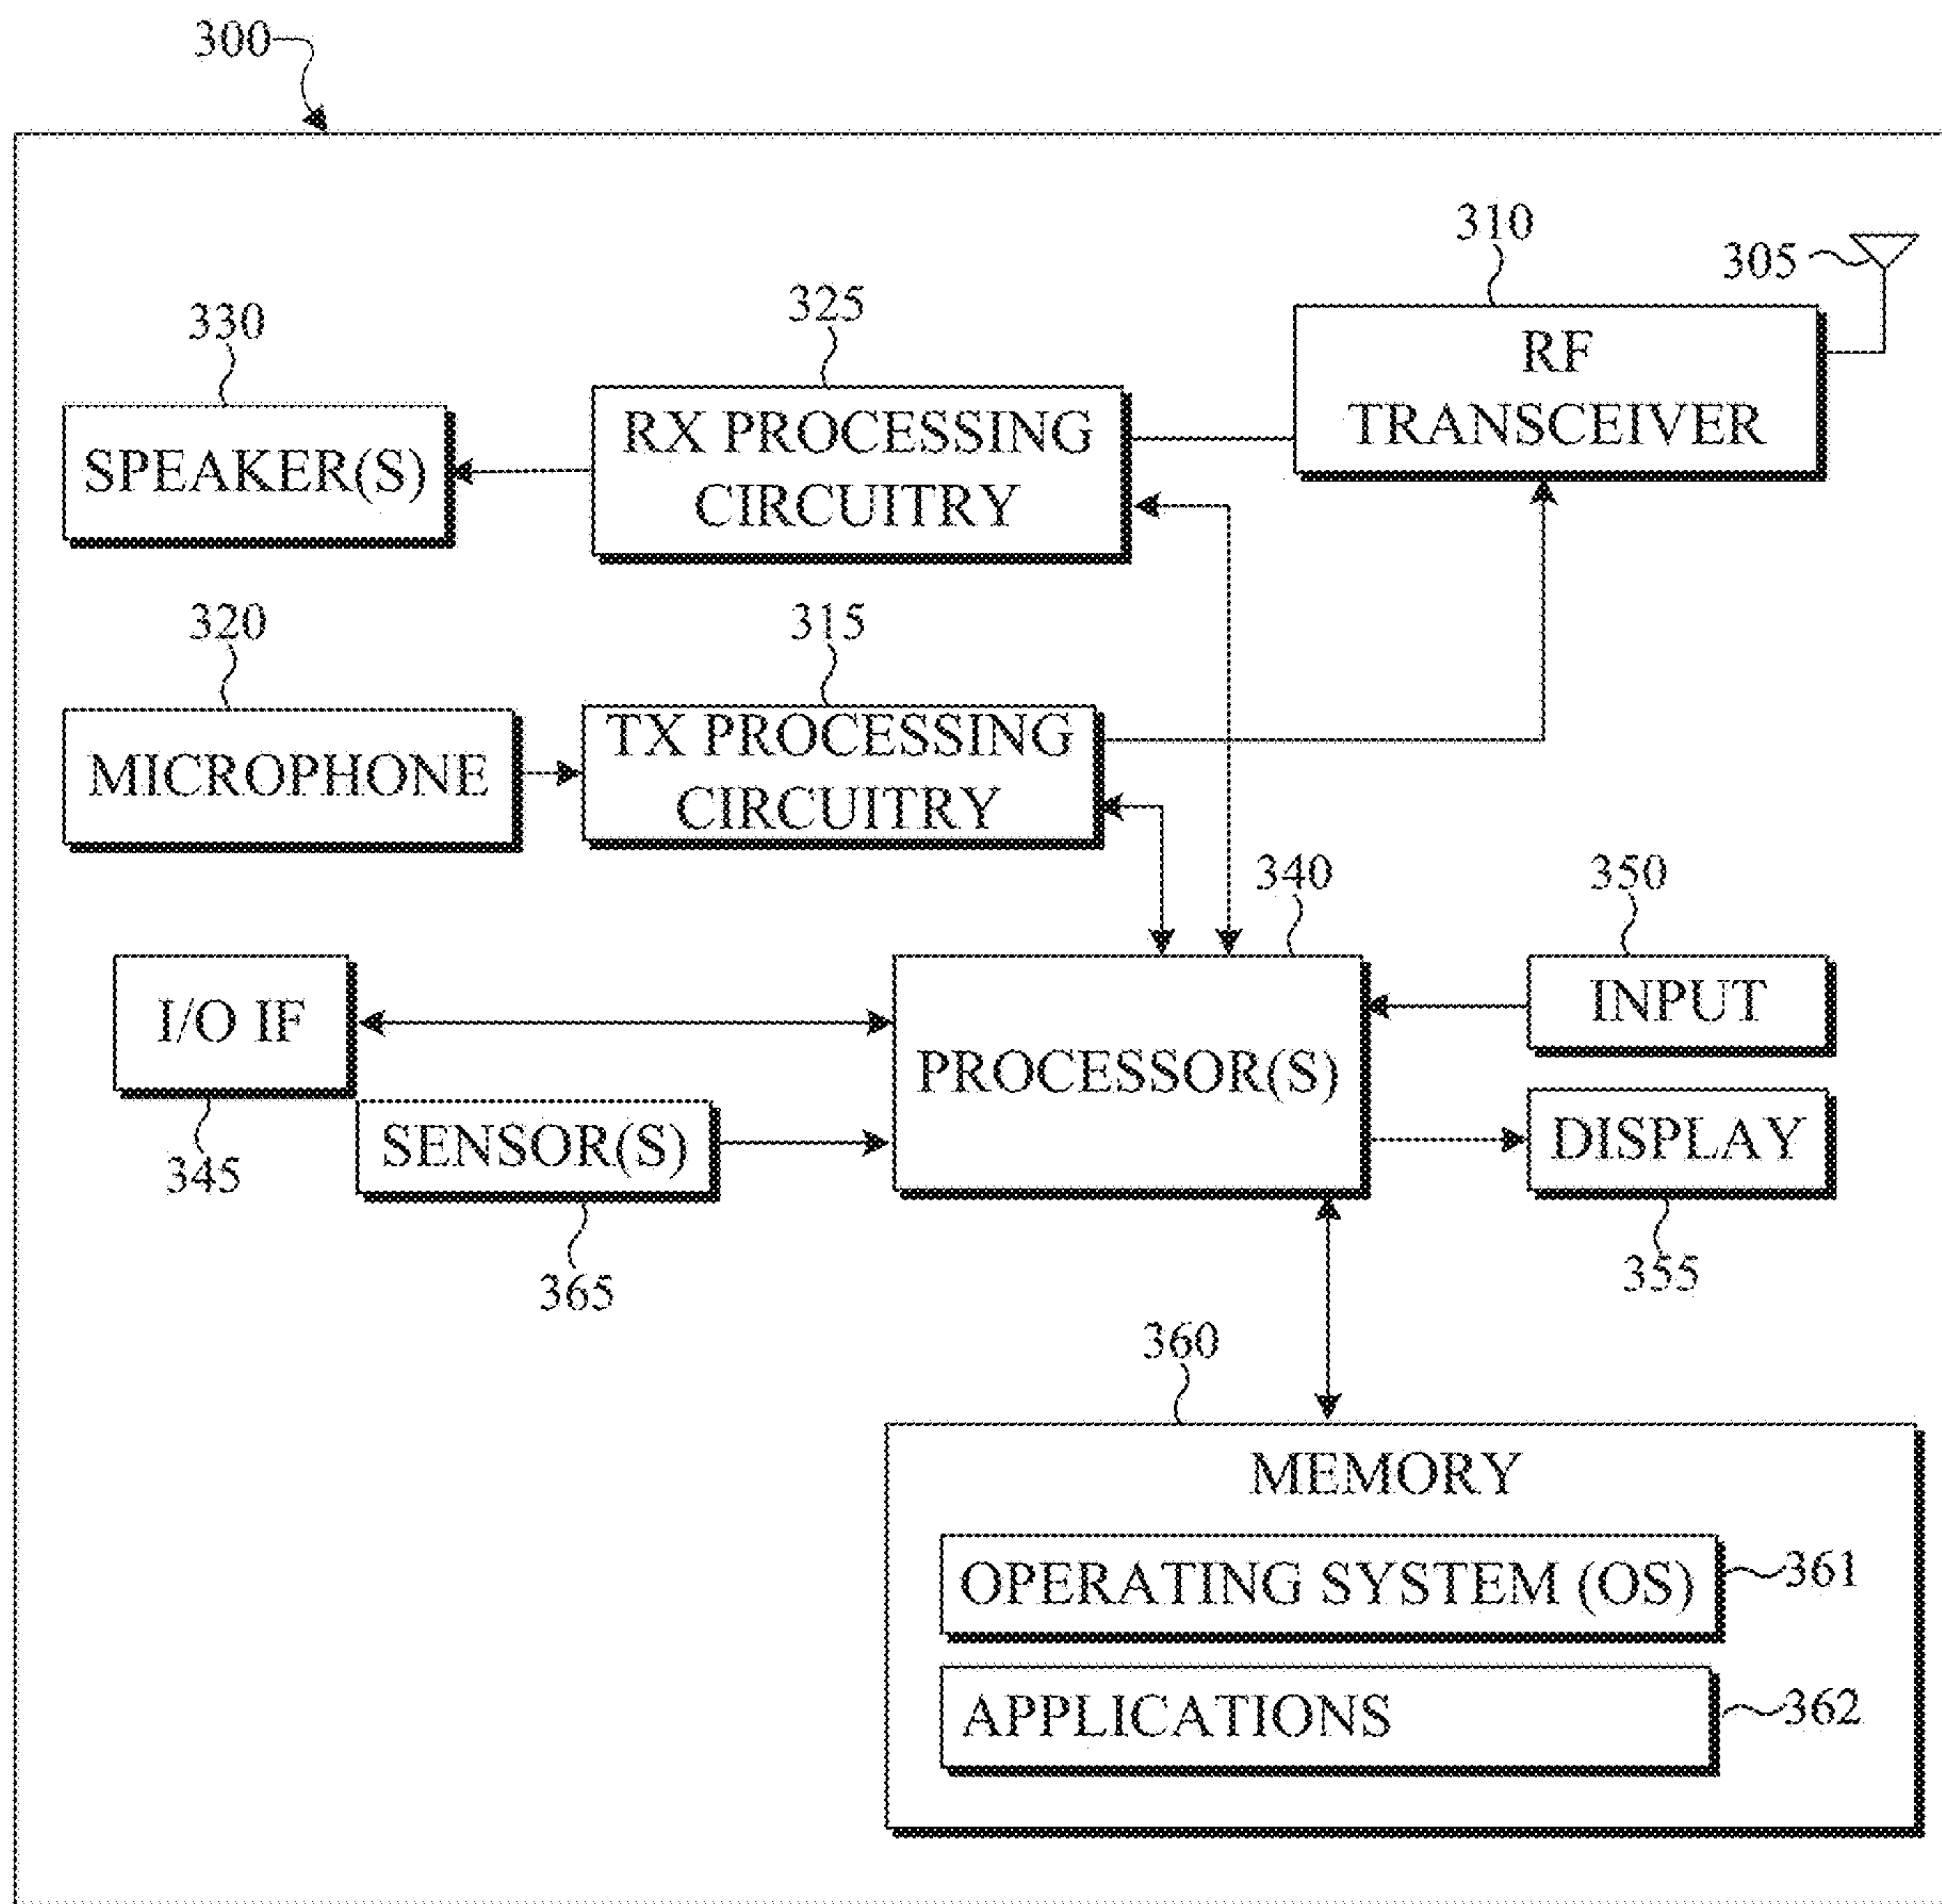 300
310
305
325
330
RF
TRANSCEIVER
RX PROCESSING
CIRCUITRY
SPEAKER(S)
320
315
TX PROCESSING
CIRCUITRY
MICROPHONE
340
350
I/O IF
INPUT
PROCESSOR(S)
SENSOR(S)
DISPLAY
345
365
355
360
MEMORY
OPERATING SYSTEM (OS)
361
APPLICATIONS
362